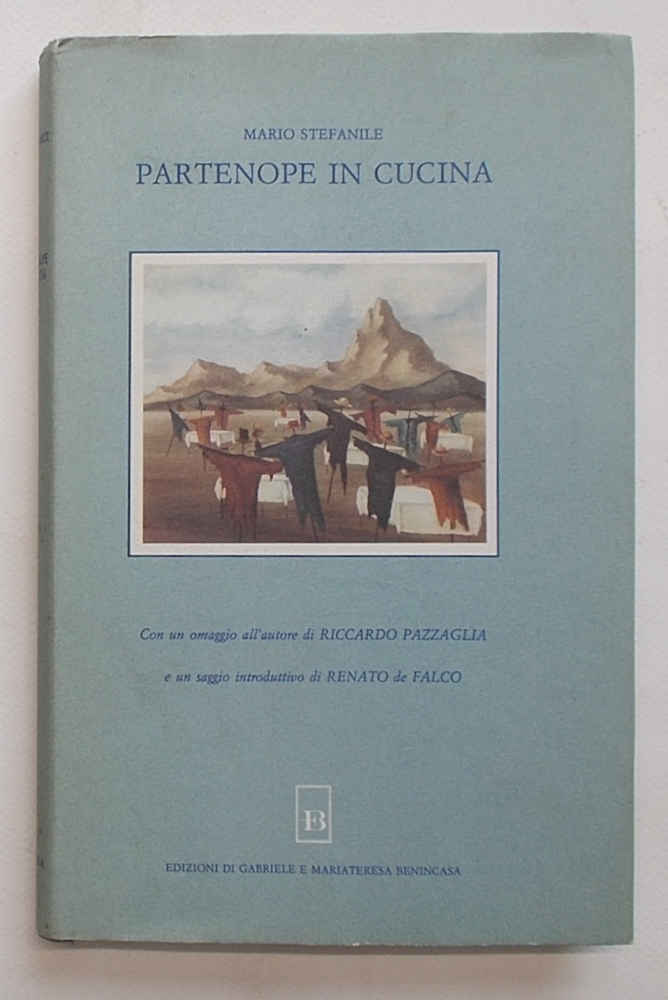 MARIO STEFANILE
PARTENOPE IN CUCINA
Con un omaggio all'autore di RICCARDO PAZZAGLIA
e un saggio introduttivo di RENATO de FALCO
B
EDIZIONI DI GABRIELE E MARIATERESA BENINCASA